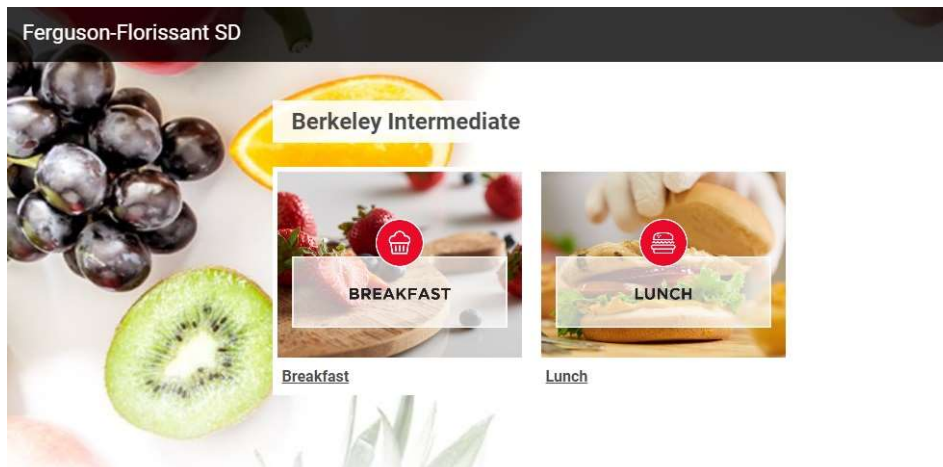 Ferguson-Florissant SD
Berkeley Intermediate
BREAKFAST
LUNCH
Breakfast
Lunch